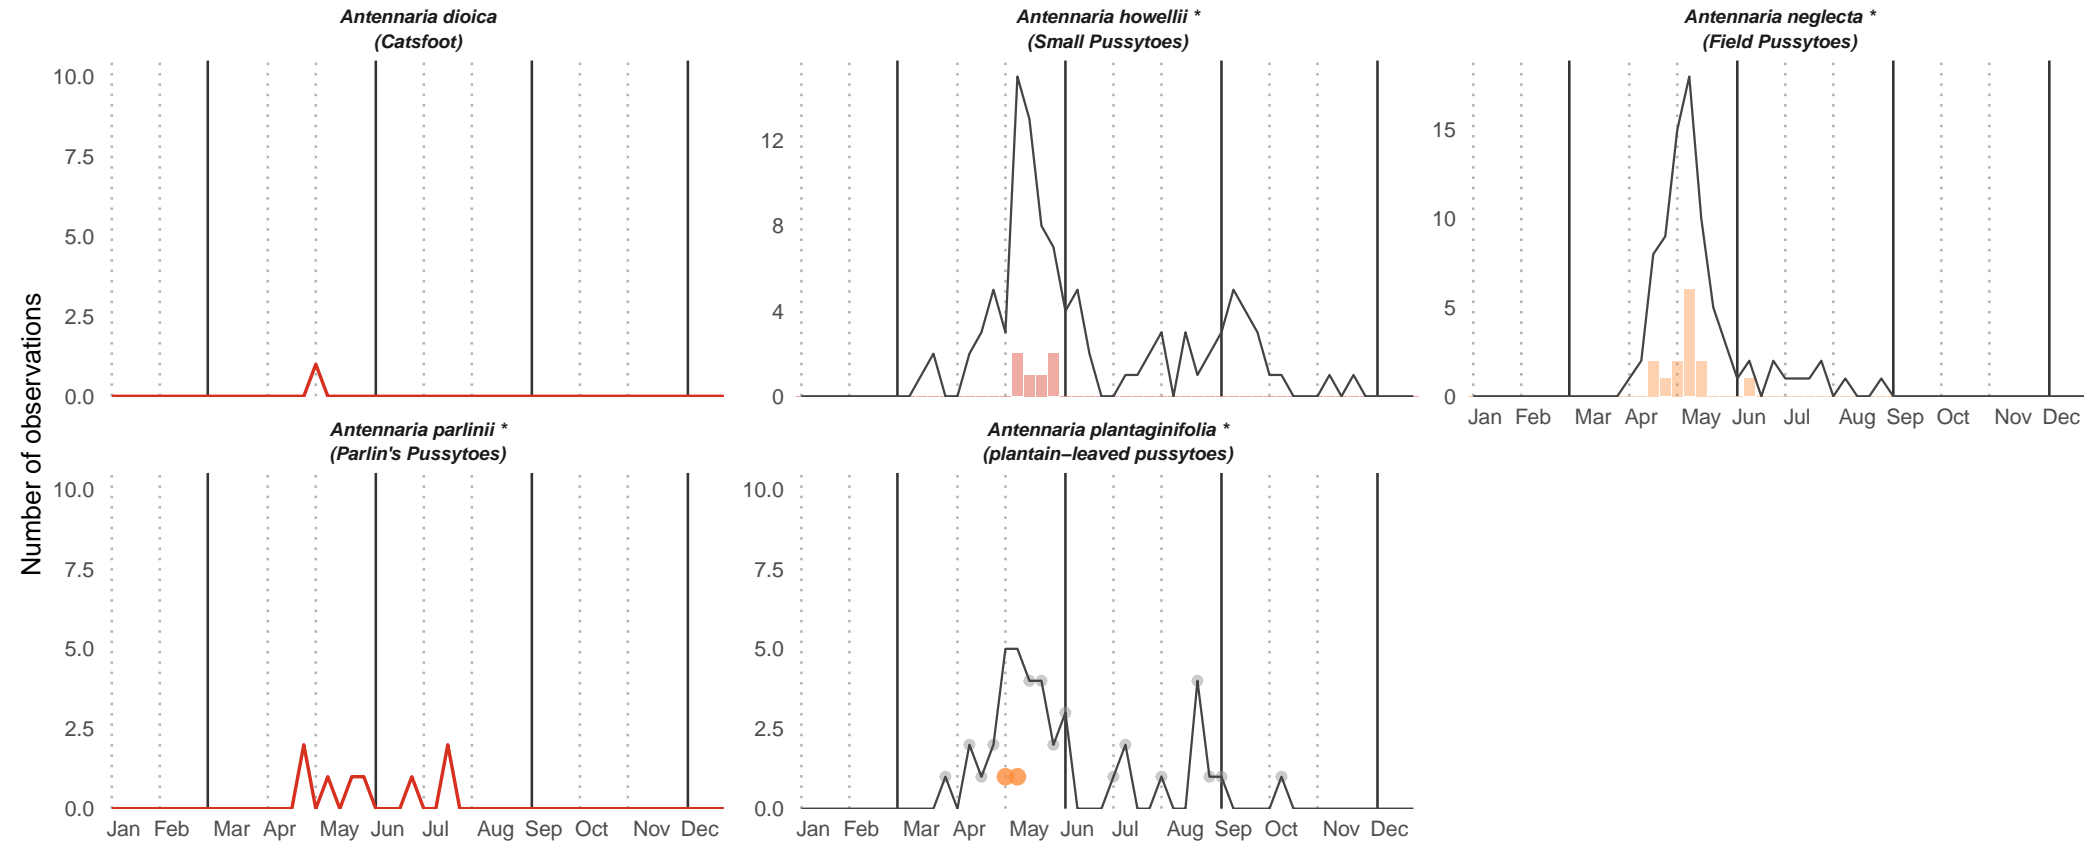 Antennaria dioica
(Catsfoot)
Antennaria howellii *
(Small Pussytoes)
Antennaria neglecta *
(Field Pussytoes)
Number of observations
10.0
7.5
5.0
2.5
0.0
12
8
4
0
15
10
5
0
Jan Feb Mar Apr May Jun Jul Aug Sep Oct Nov Dec
Antennaria parlinii *
(Parlin's Pussytoes)
Antennaria plantaginifolia *
(plantain–leaved pussytoes)
10.0
7.5
5.0
2.5
0.0
Jan Feb Mar Apr May Jun Jul Aug Sep Oct Nov Dec
10.0
7.5
5.0
2.5
0.0
Jan Feb Mar Apr May Jun Jul Aug Sep Oct Nov Dec